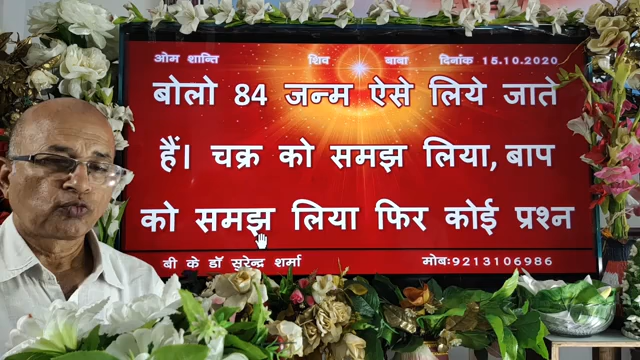 ओम शान्ति शिव बाबा दिनांक 15.10.2020
बोलो 84 जन्म ऐसे लिये जाते
हैं। चक्र को समझ लिया, बाप
को समझ लिया फिर कोई प्रश्न
बी के डॉ सुरेन्द्र शर्मा मोबः9213106986